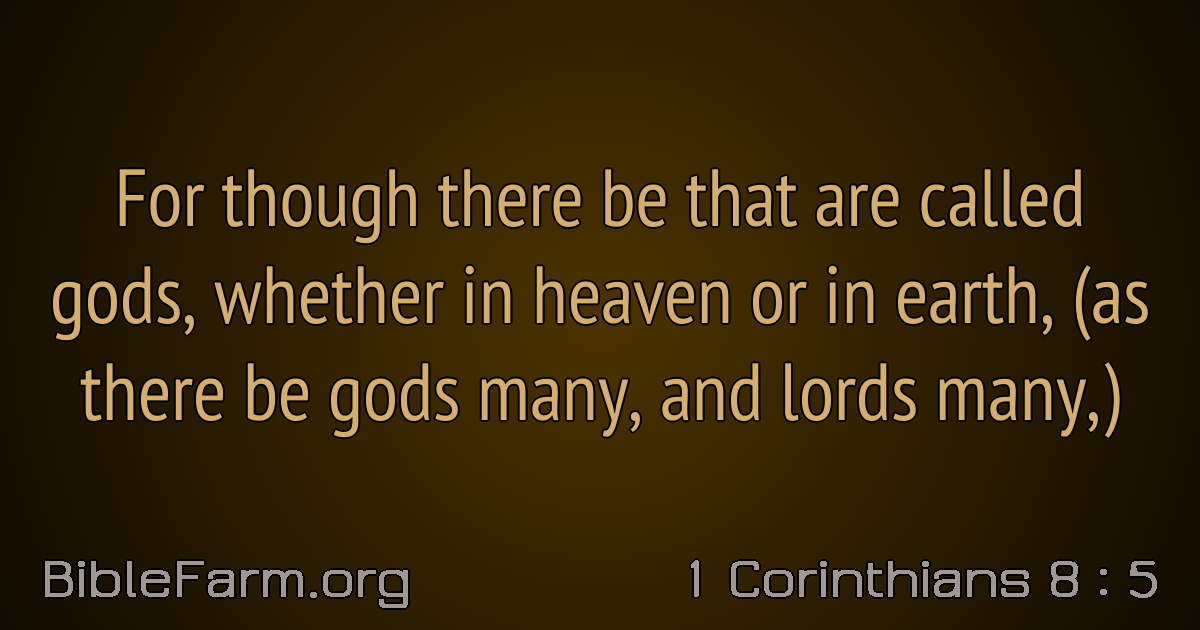 For though there be that are called
gods, whether in heaven or in earth, (as
there be gods many, and lords many,)
BibleFarm.org
1 Corinthians 8 : 5